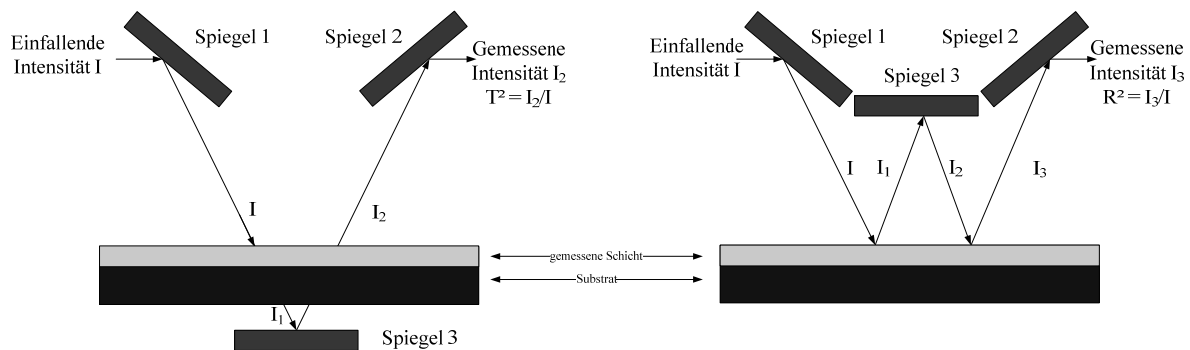 Einfallende
Intensität I
Spiegel 1
Spiegel 2
Gemessene
Intensität I₂
T² = I₂/I
I
I₂
I₁
Spiegel 3
gemessene Schicht
Substrat
Einfallende
Intensität I
Spiegel 1
Spiegel 2
Spiegel 3
Gemessene
Intensität I₃
R² = I₃/I
I
I₁
I₂
I₃